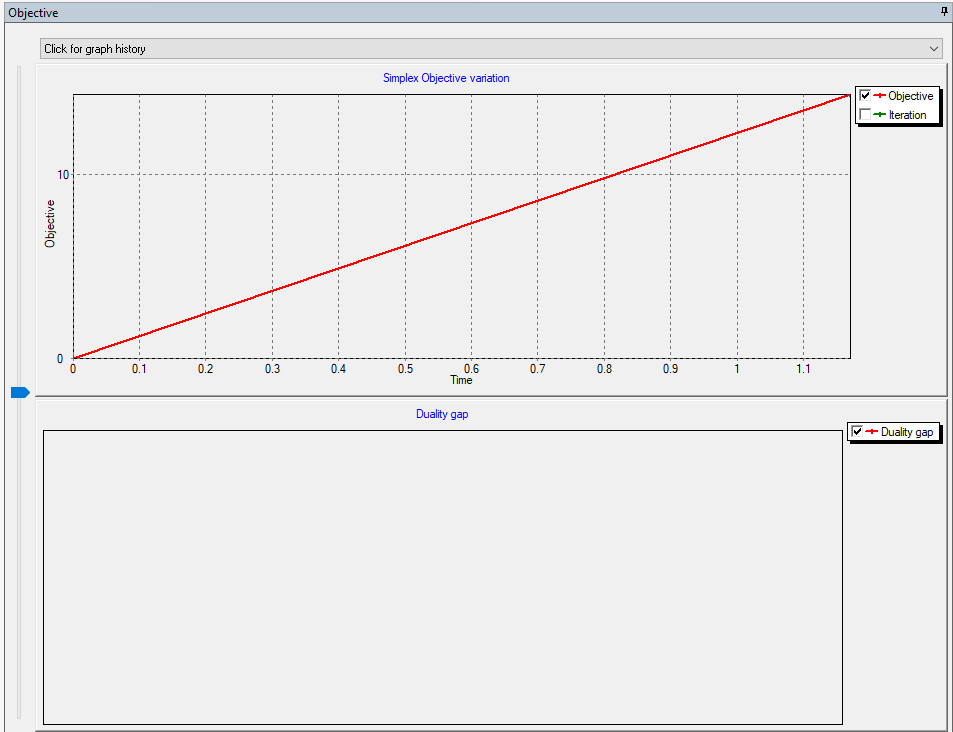 Objective
Click for graph history
Simplex Objective variation
Objective
Iteration
10
Objective
0
0 0.1 0.2 0.3 0.4 0.5 0.6 0.7 0.8 0.9 1 1.1
Time
Duality gap
Duality gap